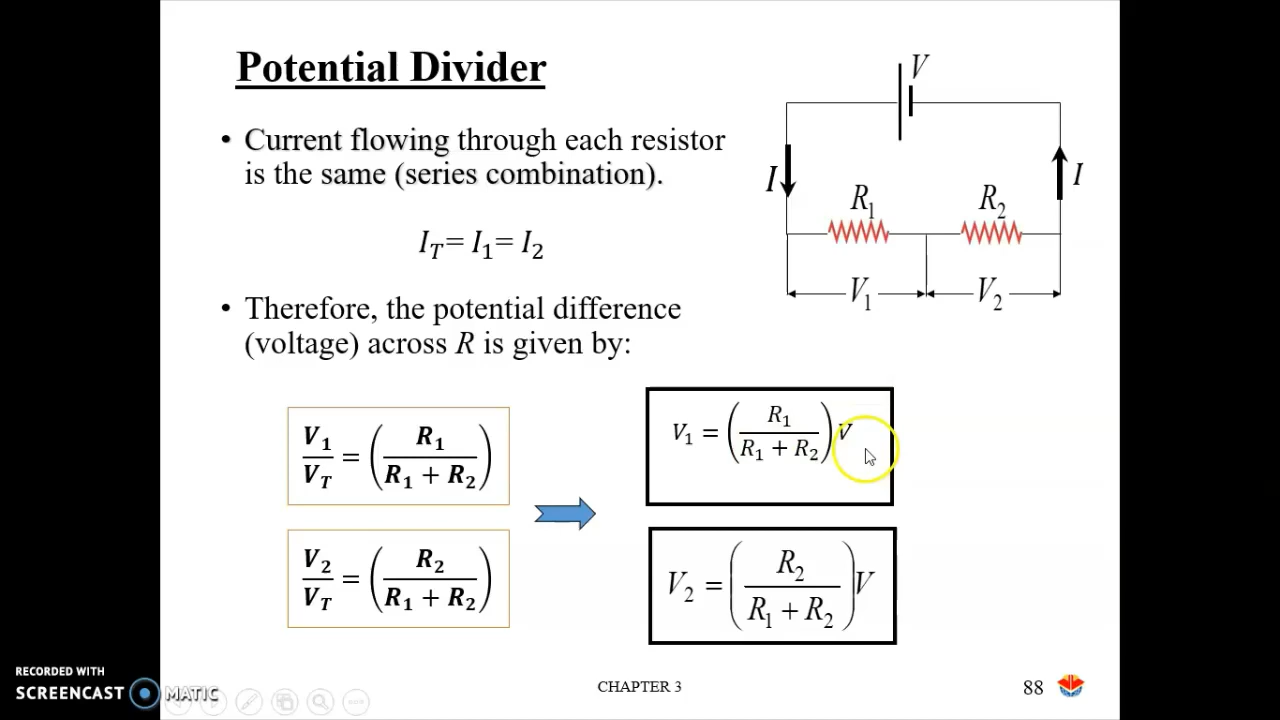 Potential Divider
• Current flowing through each resistor
is the same (series combination).
I_T = I_1 = I_2
• Therefore, the potential difference
(voltage) across R is given by:
V_1/V_T = (R_1/(R_1 + R_2))
V_2/V_T = (R_2/(R_1 + R_2))
V_1 = (R_1/(R_1 + R_2)) V
V_2 = (R_2/(R_1 + R_2)) V
V
I
I
R_1
R_2
V_1
V_2
CHAPTER 3
88
RECORDED WITH
SCREENCAST MATIC